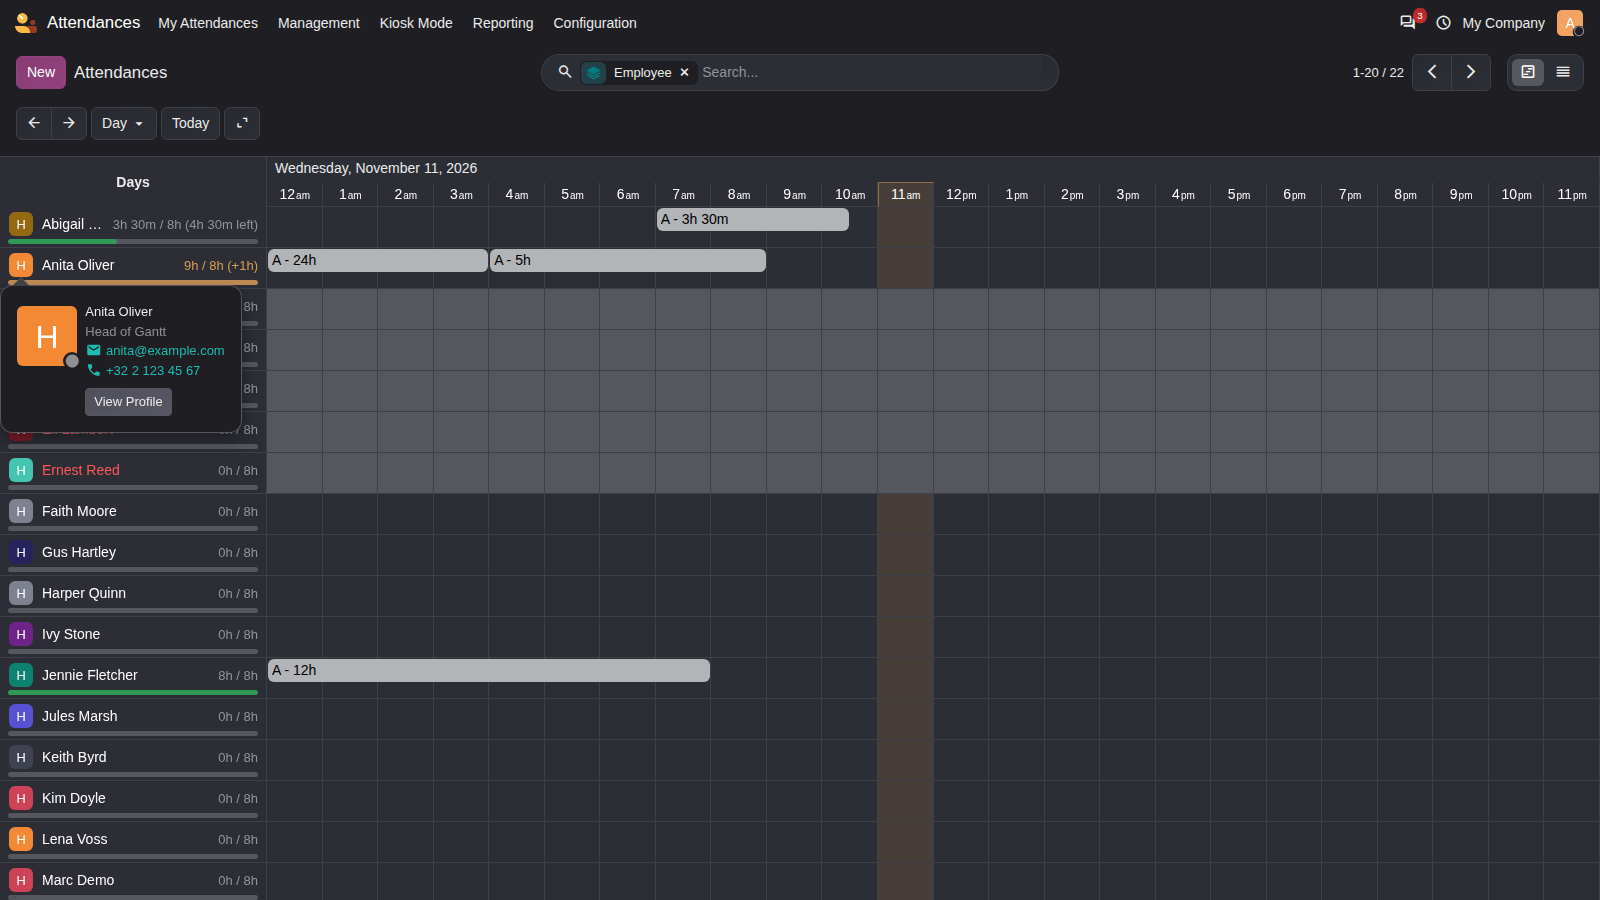 Attendances My Attendances Management Kiosk Mode Reporting Configuration 3 My Company A
New Attendances Employee × Search... 1-20 / 22
Day Today
Days
Wednesday, November 11, 2026
12am 1am 2am 3am 4am 5am 6am 7am 8am 9am 10am 11am 12pm 1pm 2pm 3pm 4pm 5pm 6pm 7pm 8pm 9pm 10pm 11pm
H Abigail ... 3h 30m / 8h (4h 30m left) A - 3h 30m
H Anita Oliver 9h / 8h (+1h) A - 24h A - 5h
8h
8h
8h
/ 8h
H
Anita Oliver
Head of Gantt
anita@example.com
+32 2 123 45 67
View Profile
H Ernest Reed 0h / 8h
H Faith Moore 0h / 8h
H Gus Hartley 0h / 8h
H Harper Quinn 0h / 8h
H Ivy Stone 0h / 8h
H Jennie Fletcher 8h / 8h A - 12h
H Jules Marsh 0h / 8h
H Keith Byrd 0h / 8h
H Kim Doyle 0h / 8h
H Lena Voss 0h / 8h
H Marc Demo 0h / 8h